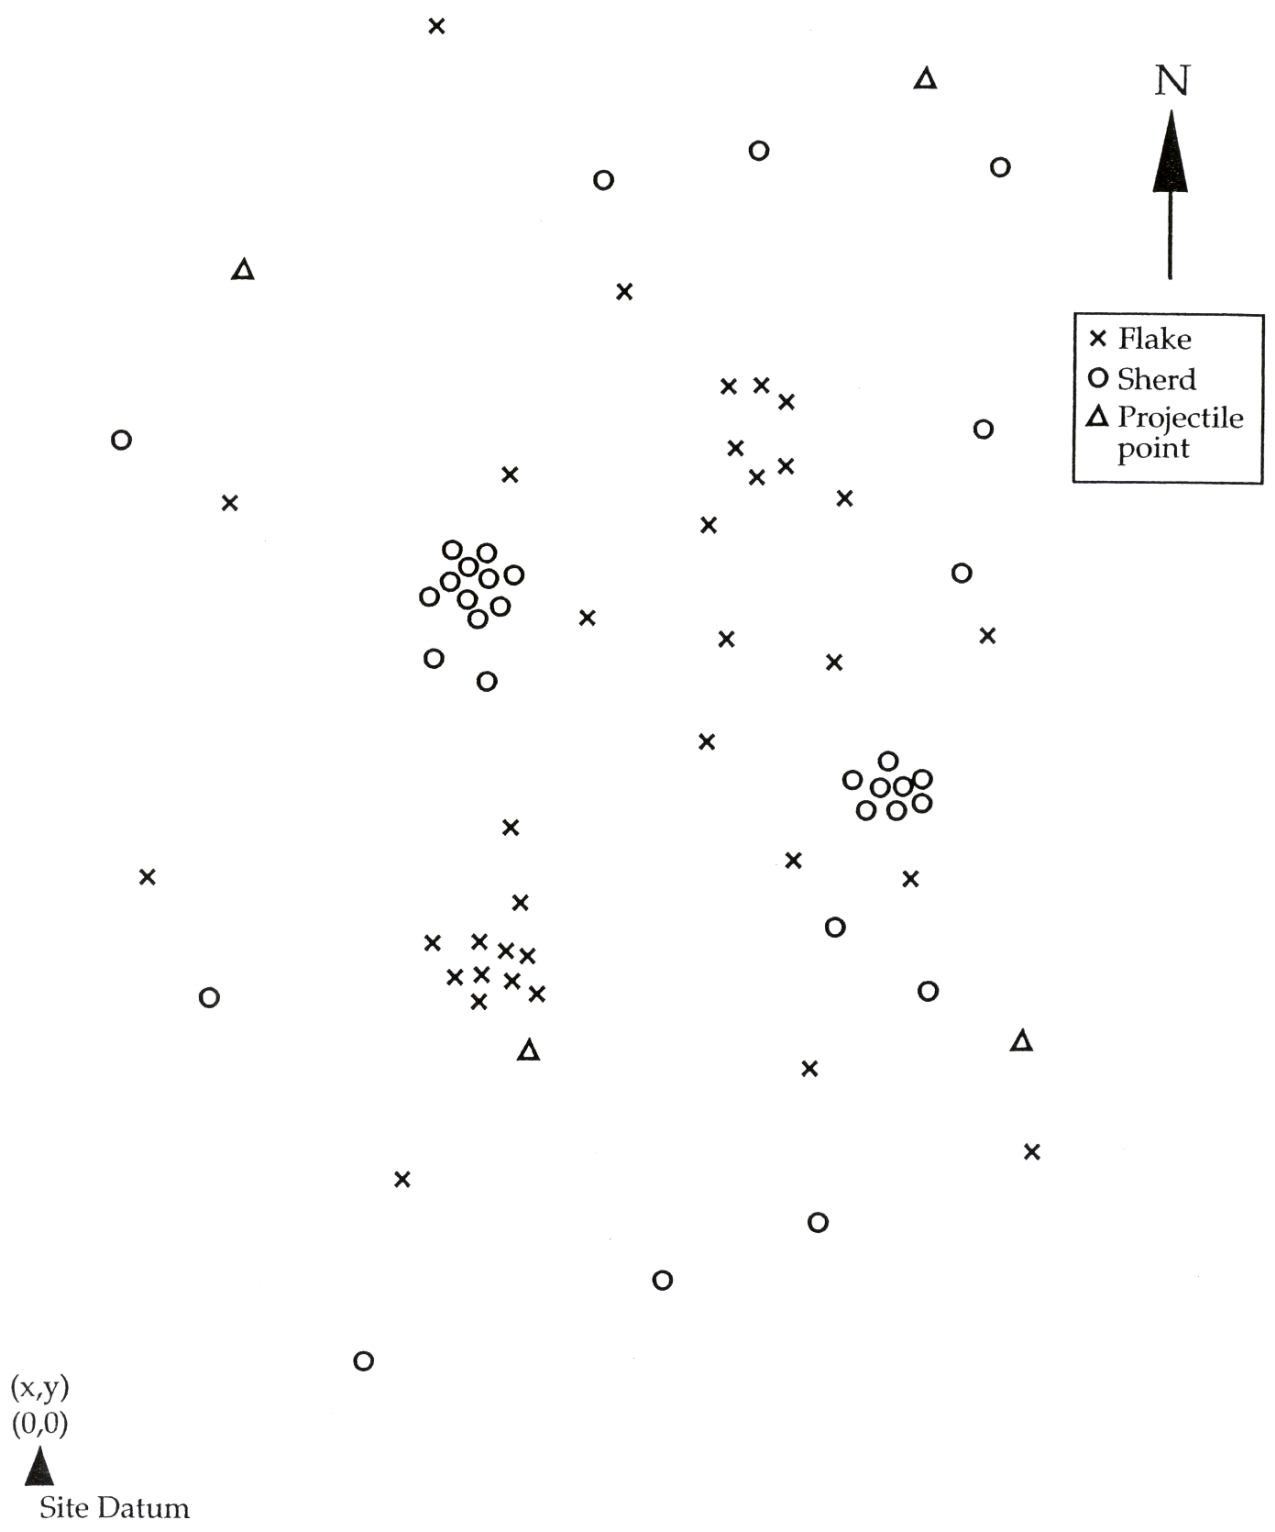 N
Flake
Sherd
Projectile
point
(x,y)
(0,0)
Site Datum